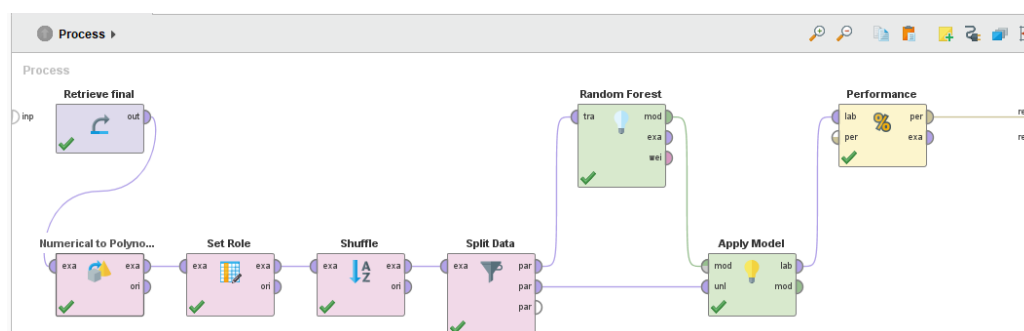 Process
Process
Retrieve final
Random Forest
Performance
inp
out
tra
mod
lab
per
re
exa
per
exa
re
wei
Numerical to Polyno...
Set Role
Shuffle
Split Data
Apply Model
exa
exa
exa
exa
exa
exa
exa
par
mod
lab
ori
ori
ori
par
unl
mod
par